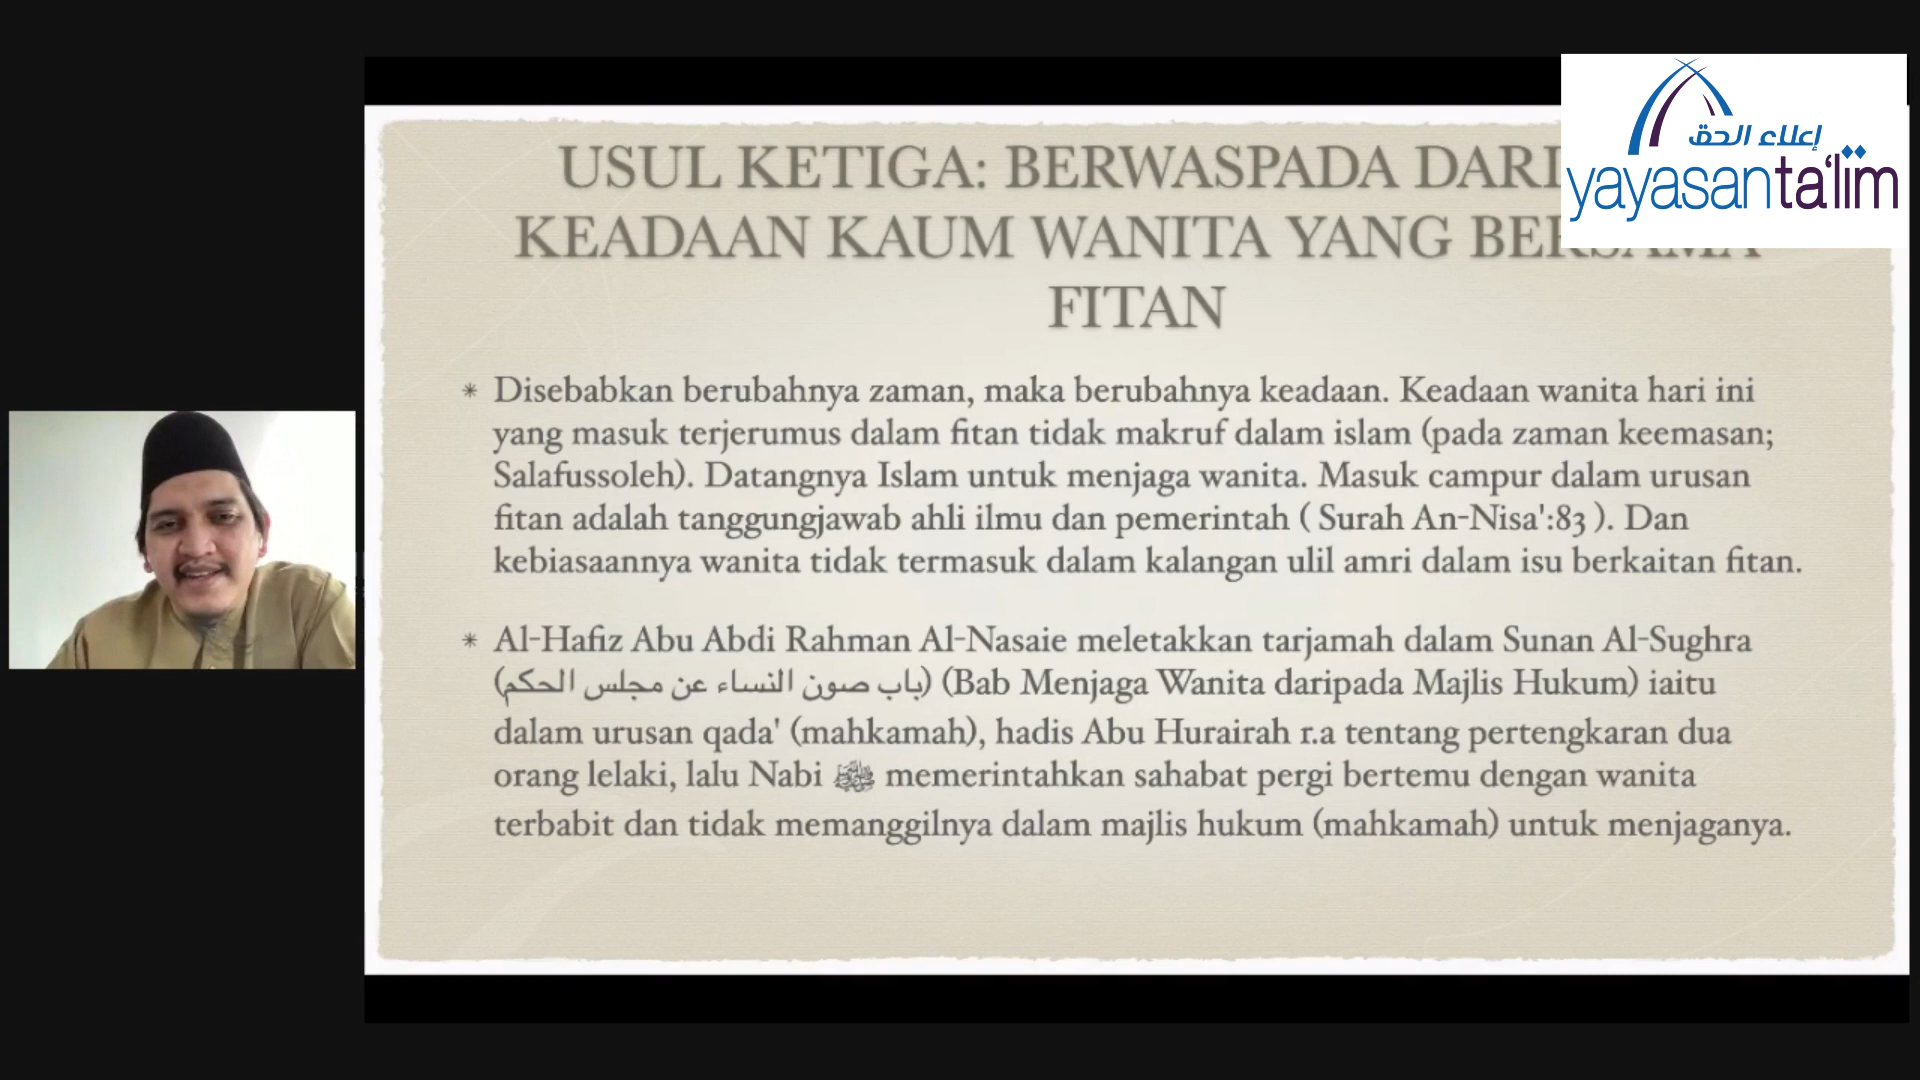 إعلاء الحق
yayasanta'lim
USUL KETIGA: BERWASPADA DARI
KEADAAN KAUM WANITA YANG BERSAMA
FITAN
* Disebabkan berubahnya zaman, maka berubahnya keadaan. Keadaan wanita hari ini
yang masuk terjerumus dalam fitan tidak makruf dalam islam (pada zaman keemasan;
Salafussoleh). Datangnya Islam untuk menjaga wanita. Masuk campur dalam urusan
fitan adalah tanggungjawab ahli ilmu dan pemerintah ( Surah An-Nisa':83 ). Dan
kebiasaannya wanita tidak termasuk dalam kalangan ulil amri dalam isu berkaitan fitan.
* Al-Hafiz Abu Abdi Rahman Al-Nasaie meletakkan tarjamah dalam Sunan Al-Sughra
(باب صون النساء عن مجلس الحكم) (Bab Menjaga Wanita daripada Majlis Hukum) iaitu
dalam urusan qada' (mahkamah), hadis Abu Hurairah r.a tentang pertengkaran dua
orang lelaki, lalu Nabi ﷺ memerintahkan sahabat pergi bertemu dengan wanita
terbabit dan tidak memanggilnya dalam majlis hukum (mahkamah) untuk menjaganya.